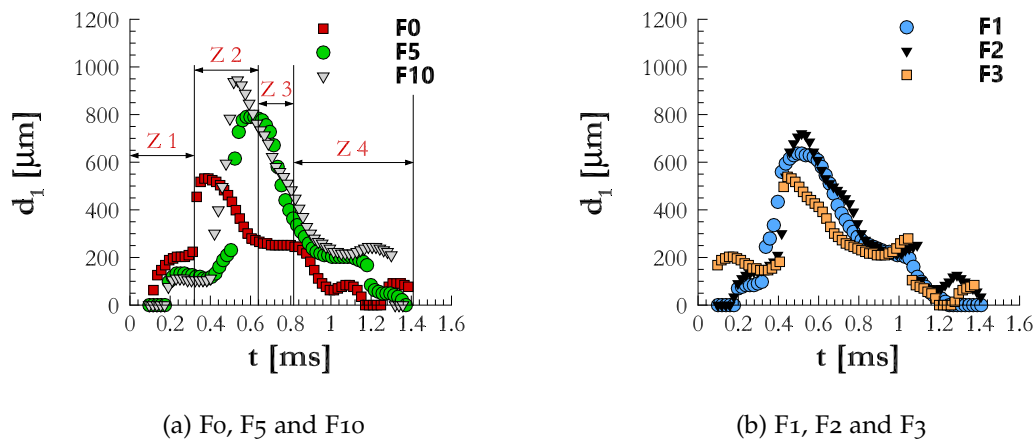 1200
1000
800
600
400
200
0
0 0.2 0.4 0.6 0.8 1 1.2 1.4 1.6
d1 [µm]
t [ms]
F0
F5
F10
Z 1
Z 2
Z 3
Z 4
(a) F0, F5 and F10
1200
1000
800
600
400
200
0
0 0.2 0.4 0.6 0.8 1 1.2 1.4 1.6
d1 [µm]
t [ms]
F1
F2
F3
(b) F1, F2 and F3